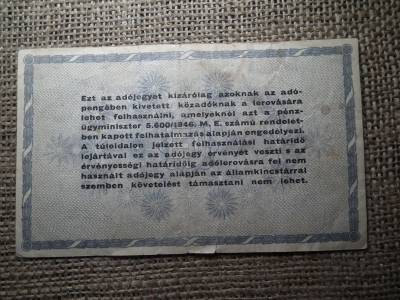 Ezt az adójegyet kizárólag azoknak az adó-
pengőben kivetett közadóknak a lerovására
lehet felhasználni, amelyeknél azt a pénz-
ügyminiszter 5.600/1946. M. E. számú rendelet-
ben kapott felhatalmazás alapján engedélyezi.
A túloldalon jelzett felhasználási határidő
lejártával ez az adójegy érvényét veszti s az
érvényességi határidőig adólerovásra fel nem
használt adójegy alapján az államkincstárral
szemben követelést támasztani nem lehet.